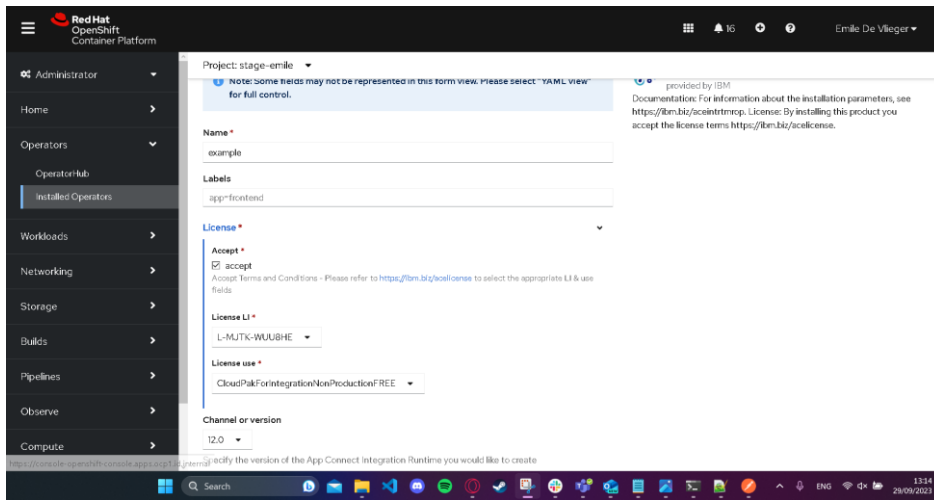 Red Hat
OpenShift
Container Platform
16
Emile De Vlieger
Administrator
Home
Operators
OperatorHub
Installed Operators
Workloads
Networking
Storage
Builds
Pipelines
Observe
Compute
https://console-openshift-console.apps.ocp1
Project: stage-emile
Note: Some fields may not be represented in this form view. Please select "YAML view"
for full control.
Name *
example
Labels
app=frontend
License *
Accept *
accept
Accept Terms and Conditions - Please refer to https://ibm.biz/acelicense to select the appropriate LI & use
fields
License LI *
L-MJTK-WUU8HE
License use *
CloudPakForIntegrationNonProductionFREE
Channel or version
12.0
Specify the version of the App Connect Integration Runtime you would like to create
provided by IBM
Documentation: For information about the installation parameters, see
https://ibm.biz/aceintrtmrop. License: By installing this product you
accept the license terms https://ibm.biz/acelicense.
Search
ENG
13:14
29/09/2023